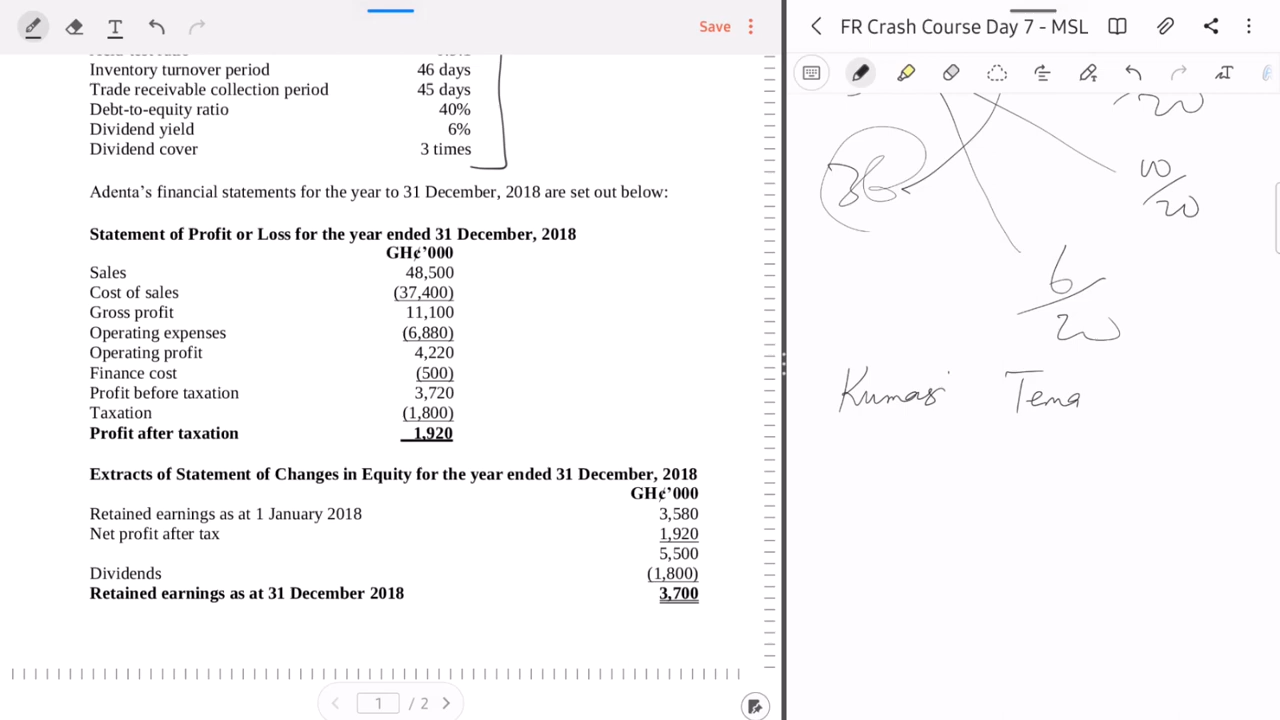 Save
FR Crash Course Day 7 - MSL
Inventory turnover period 46 days
Trade receivable collection period 45 days
Debt-to-equity ratio 40%
Dividend yield 6%
Dividend cover 3 times
Adenta’s financial statements for the year to 31 December, 2018 are set out below:
Statement of Profit or Loss for the year ended 31 December, 2018
GH¢’000
Sales 48,500
Cost of sales (37,400)
Gross profit 11,100
Operating expenses (6,880)
Operating profit 4,220
Finance cost (500)
Profit before taxation 3,720
Taxation (1,800)
Profit after taxation 1,920
Extracts of Statement of Changes in Equity for the year ended 31 December, 2018
GH¢’000
Retained earnings as at 1 January 2018 3,580
Net profit after tax 1,920
5,500
Dividends (1,800)
Retained earnings as at 31 December 2018 3,700
1 / 2
20
10
20
36
6
20
Kumasi Tema